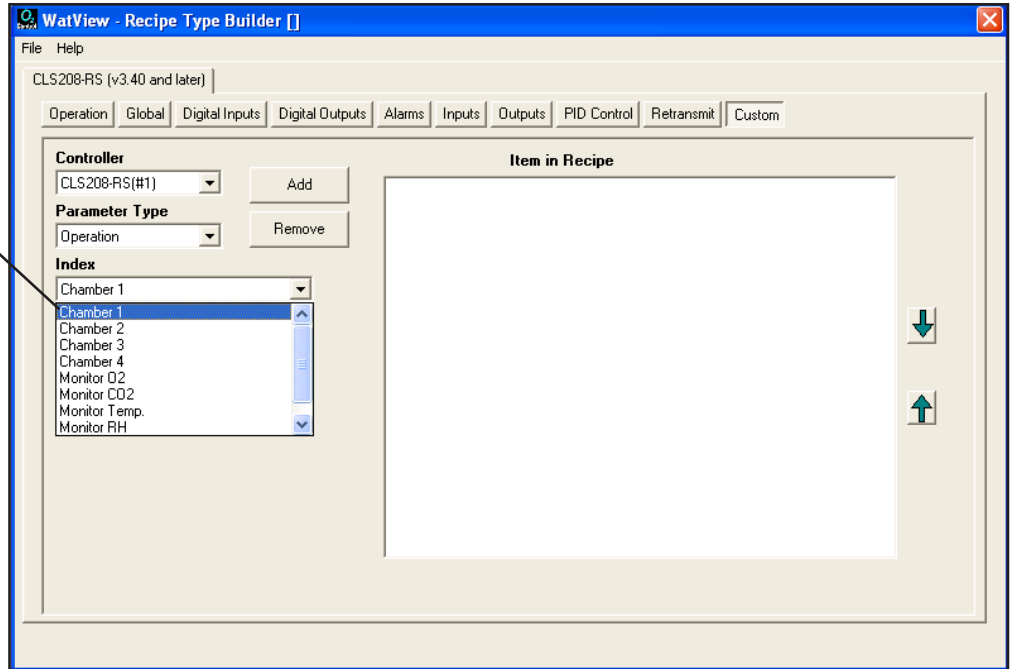 WatView - Recipe Type Builder []
File Help
CLS208-RS (v3.40 and later)
Operation Global Digital Inputs Digital Outputs Alarms Inputs Outputs PID Control Retransmit Custom
Controller
Item in Recipe
CLS208-RS(#1)
Add
Parameter Type
Operation
Remove
Index
Chamber 1
Chamber 1
Chamber 2
Chamber 3
Chamber 4
Monitor O2
Monitor CO2
Monitor Temp.
Monitor RH